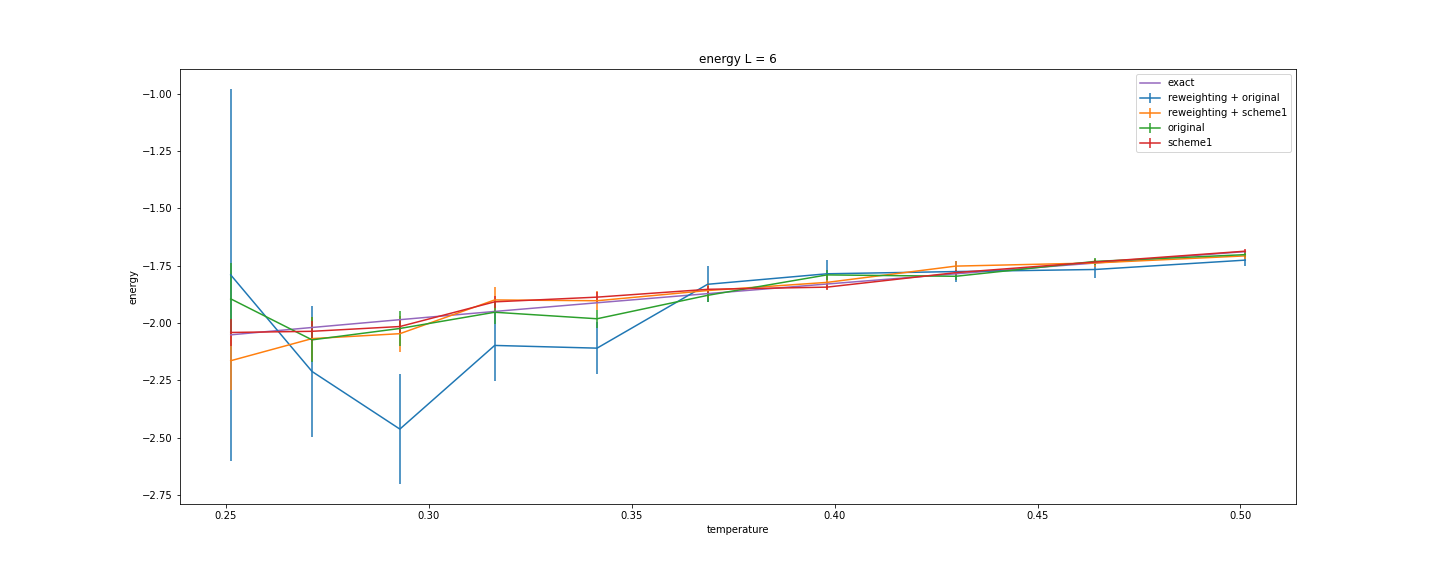 energy L = 6
exact
reweighting + original
reweighting + scheme1
original
scheme1
energy
−1.00
−1.25
−1.50
−1.75
−2.00
−2.25
−2.50
−2.75
0.25
0.30
0.35
0.40
0.45
0.50
temperature